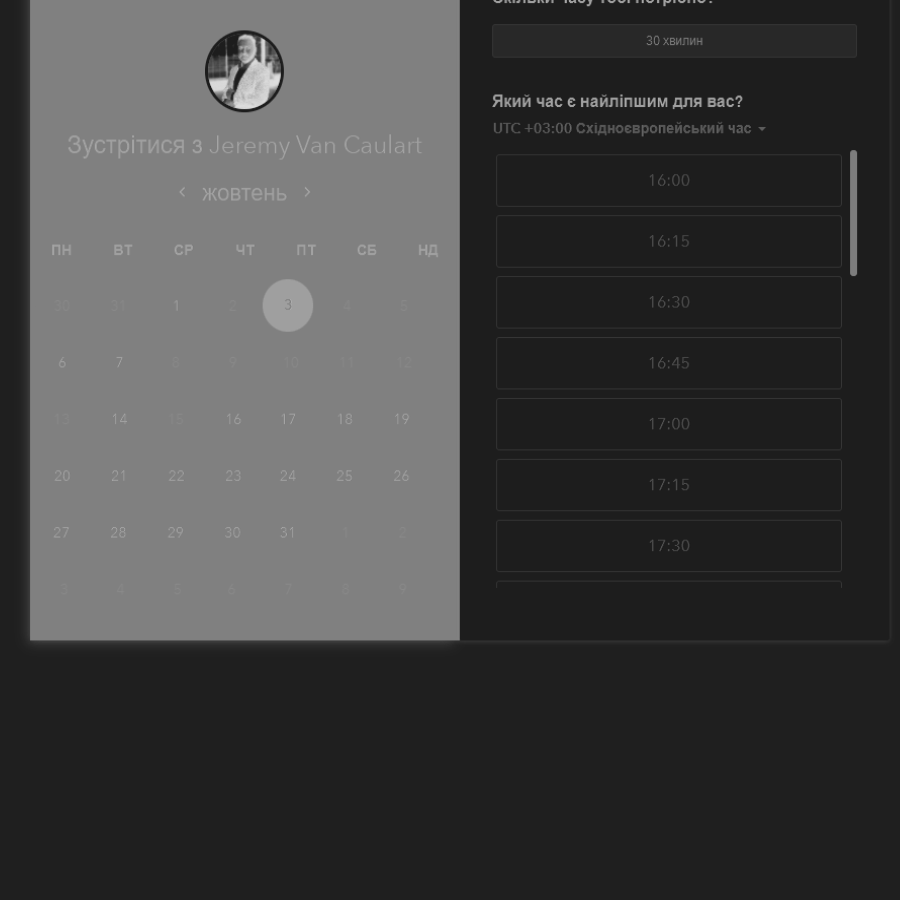 Зустрітися з Jeremy Van Caulart
жовтень
ПН ВТ СР ЧТ ПТ СБ НД
30 31 1 2 3 4 5
6 7 8 9 10 11 12
13 14 15 16 17 18 19
20 21 22 23 24 25 26
27 28 29 30 31 1 2
3 4 5 6 7 8 9
Скільки часу тобі потрібно?
30 хвилин
Який час є найліпшим для вас?
UTC +03:00 Східноєвропейський час
16:00
16:15
16:30
16:45
17:00
17:15
17:30